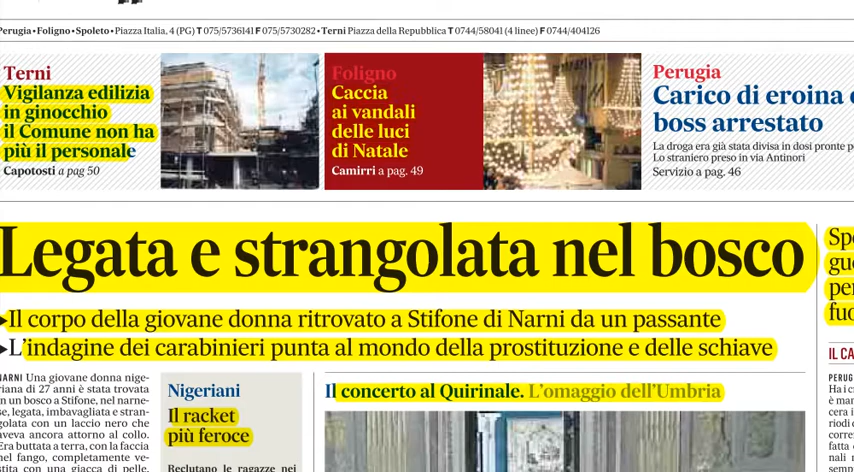 Perugia • Foligno • Spoleto • Piazza Italia, 4 (PG) T 075/5736141 F 075/5730282 • Terni Piazza della Repubblica T 0744/58041 (4 linee) F 0744/404126
Terni
Vigilanza edilizia
in ginocchio
il Comune non ha
più il personale
Capotosti a pag 50
Foligno
Caccia
ai vandali
delle luci
di Natale
Camirri a pag. 49
Perugia
Carico di eroina
boss arrestato
La droga era già stata divisa in dosi pronte
Lo straniero preso in via Antinori
Servizio a pag. 46
Legata e strangolata nel bosco
▸Il corpo della giovane donna ritrovato a Stifone di Narni da un passante
▸L'indagine dei carabinieri punta al mondo della prostituzione e delle schiave
NARNI Una giovane donna nige-
riana di 27 anni è stata trovata
in un bosco a Stifone, nel narne-
se, legata, imbavagliata e stran-
golata con un laccio nero che
aveva ancora attorno al collo.
Era buttata a terra, con la faccia
nel fango, completamente ve-
stita con una giacca di pelle,
Nigeriani
Il racket
più feroce
Reclutano le ragazze nei
Il concerto al Quirinale. L'omaggio dell'Umbria